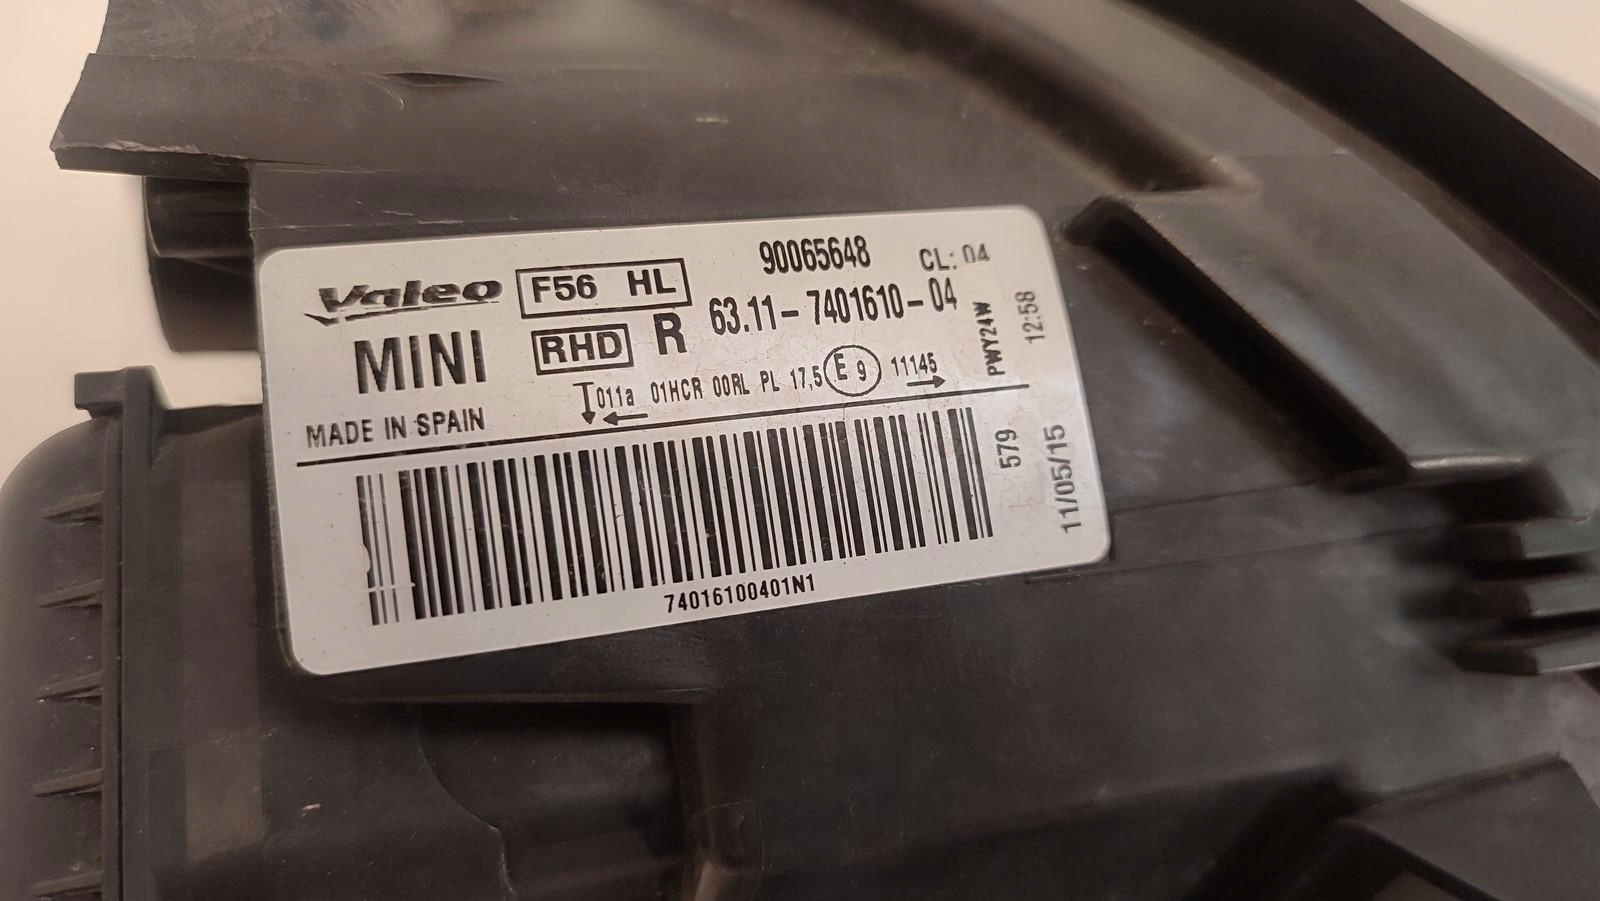 Valeo F56 HL 90065648 CL: 04
MINI RHD R 63.11-7401610-04
T011a 01HCR 00RL PL 17,5 E 9 11145
MADE IN SPAIN
PWY24W
12:58
579
11/05/15
74016100401N1